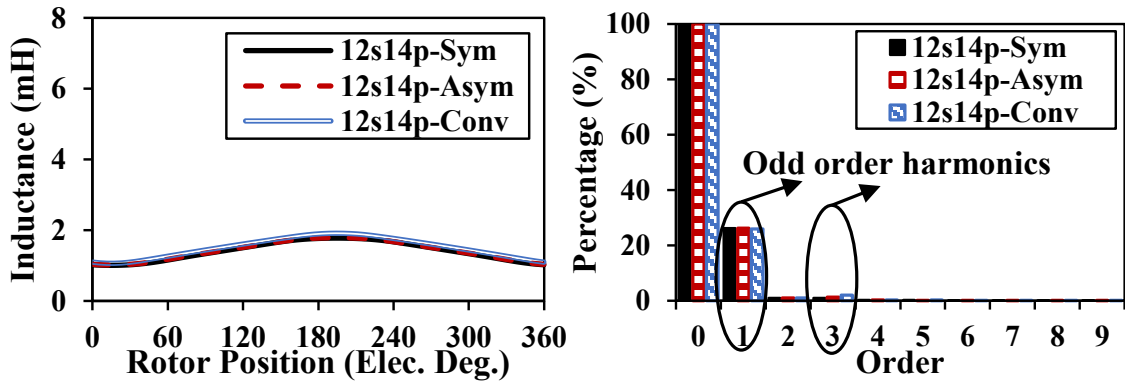 Inductance (mH)
8
6
4
2
0
12s14p-Sym
12s14p-Asym
12s14p-Conv
0 60 120 180 240 300 360
Rotor Position (Elec. Deg.)
Percentage (%)
100
80
60
40
20
0
12s14p-Sym
12s14p-Asym
12s14p-Conv
Odd order harmonics
0 1 2 3 4 5 6 7 8 9
Order